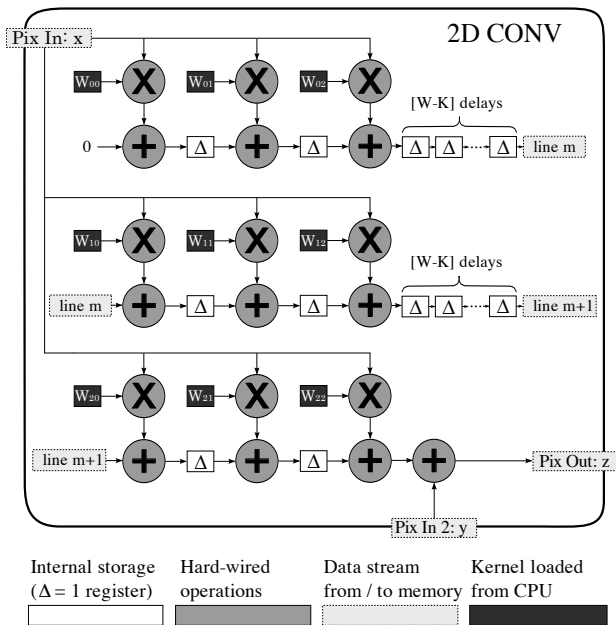 Pix In: x
2D CONV
W00 X W01 X W02 X
[W-K] delays
0 + Δ + Δ + Δ Δ ..... Δ line m
W10 X W11 X W12 X
[W-K] delays
line m + Δ + Δ + Δ Δ ..... Δ line m+1
W20 X W21 X W22 X
line m+1 + Δ + Δ + + Pix Out: z
Pix In 2: y
Internal storage
(Δ = 1 register)
Hard-wired
operations
Data stream
from / to memory
Kernel loaded
from CPU